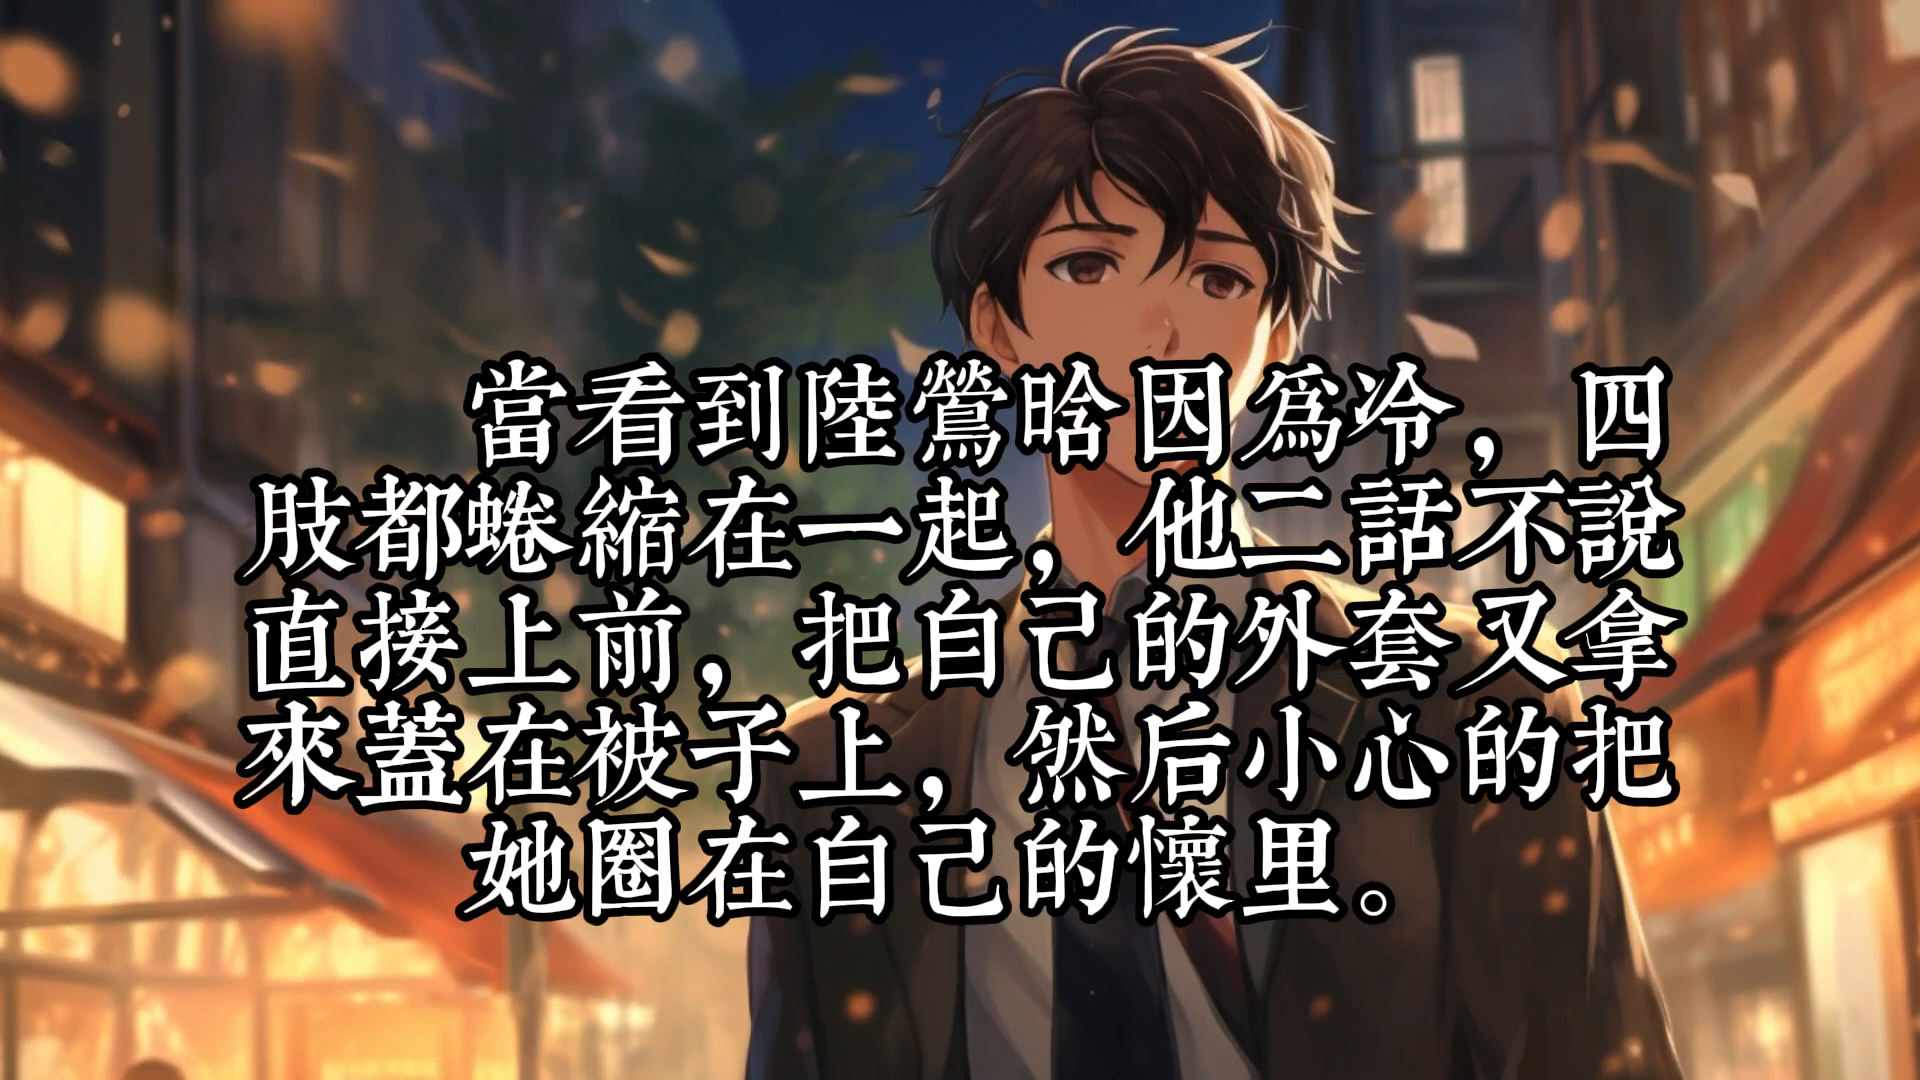 當看到陸鶯晗因爲冷，四
肢都蜷縮在一起，他二話不說
直接上前，把自己的外套又拿
來蓋在被子上，然后小心的把
她圈在自己的懷里。